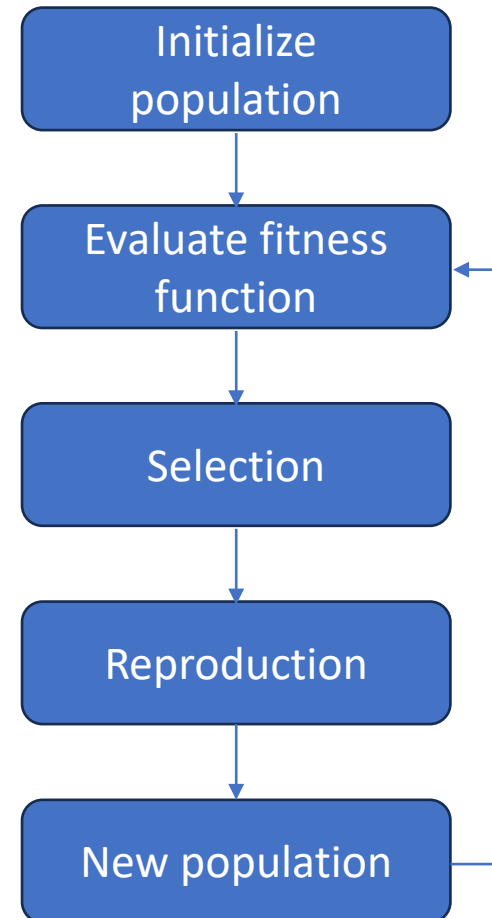 Initialize
population
Evaluate fitness
function
Selection
Reproduction
New population